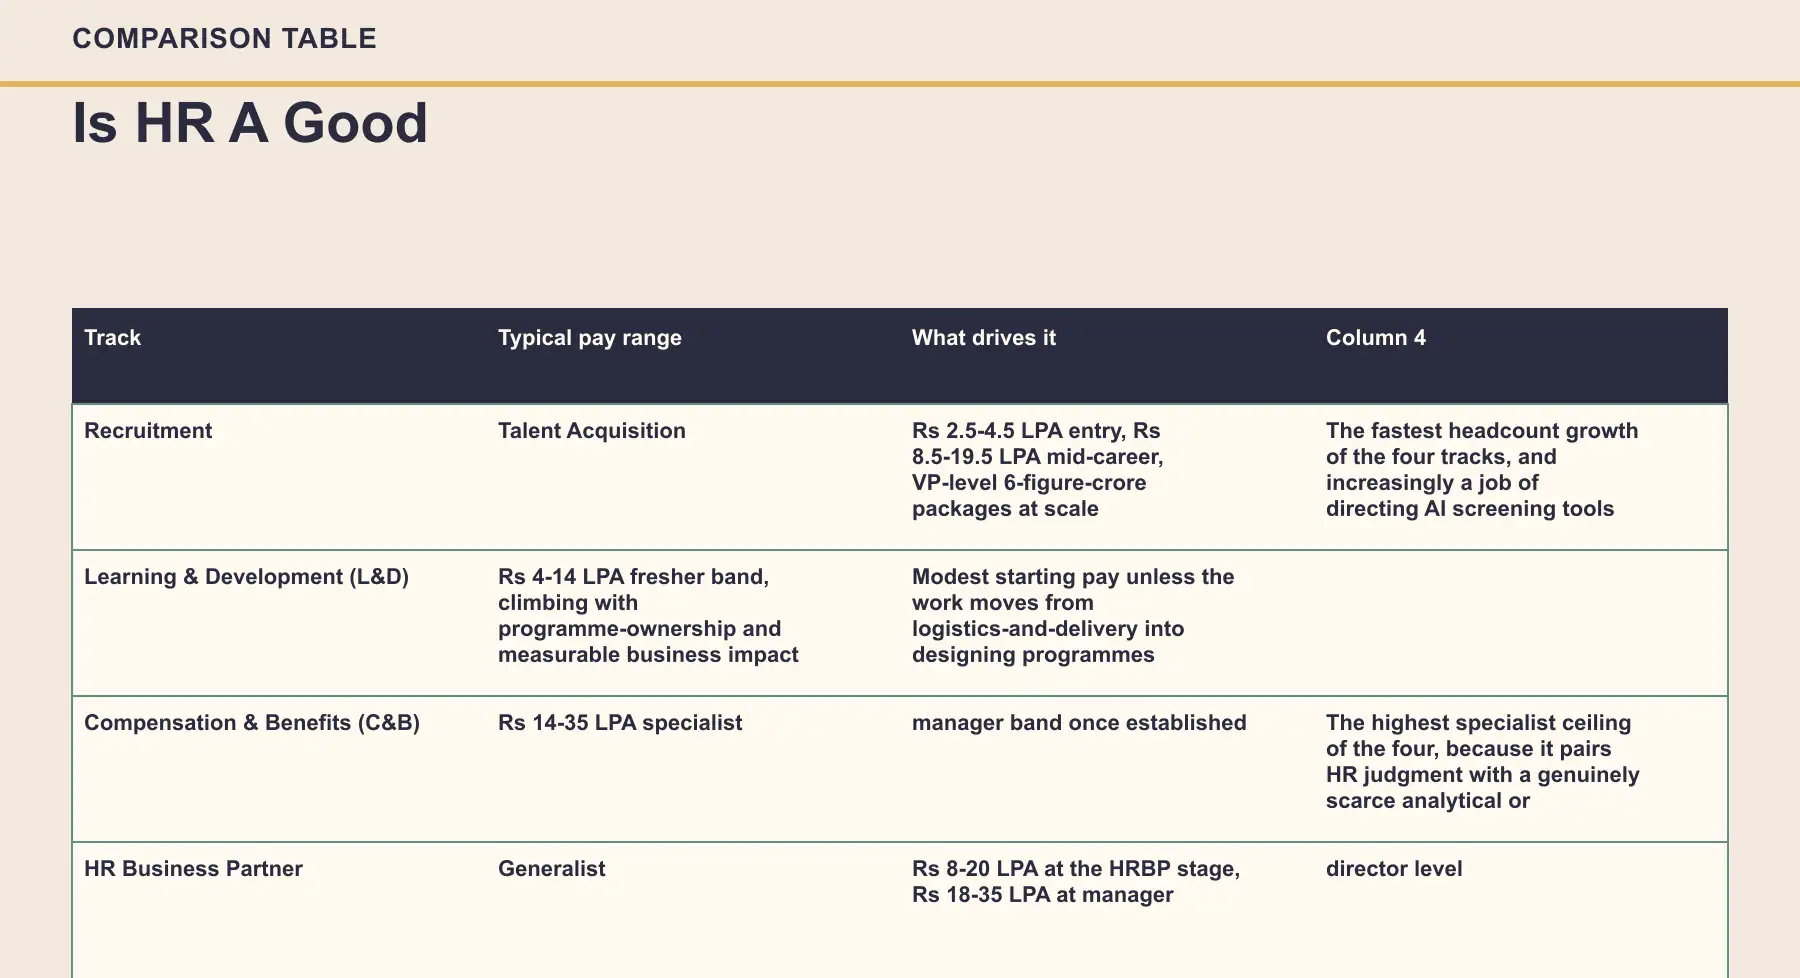 COMPARISON TABLE
Is HR A Good
Track
Typical pay range
What drives it
Column 4
Recruitment
Talent Acquisition
Rs 2.5-4.5 LPA entry, Rs
8.5-19.5 LPA mid-career,
VP-level 6-figure-crore
packages at scale
The fastest headcount growth
of the four tracks, and
increasingly a job of
directing AI screening tools
Learning & Development (L&D)
Rs 4-14 LPA fresher band,
climbing with
programme-ownership and
measurable business impact
Modest starting pay unless the
work moves from
logistics-and-delivery into
designing programmes
Compensation & Benefits (C&B)
Rs 14-35 LPA specialist
manager band once established
The highest specialist ceiling
of the four, because it pairs
HR judgment with a genuinely
scarce analytical or
HR Business Partner
Generalist
Rs 8-20 LPA at the HRBP stage,
Rs 18-35 LPA at manager
director level